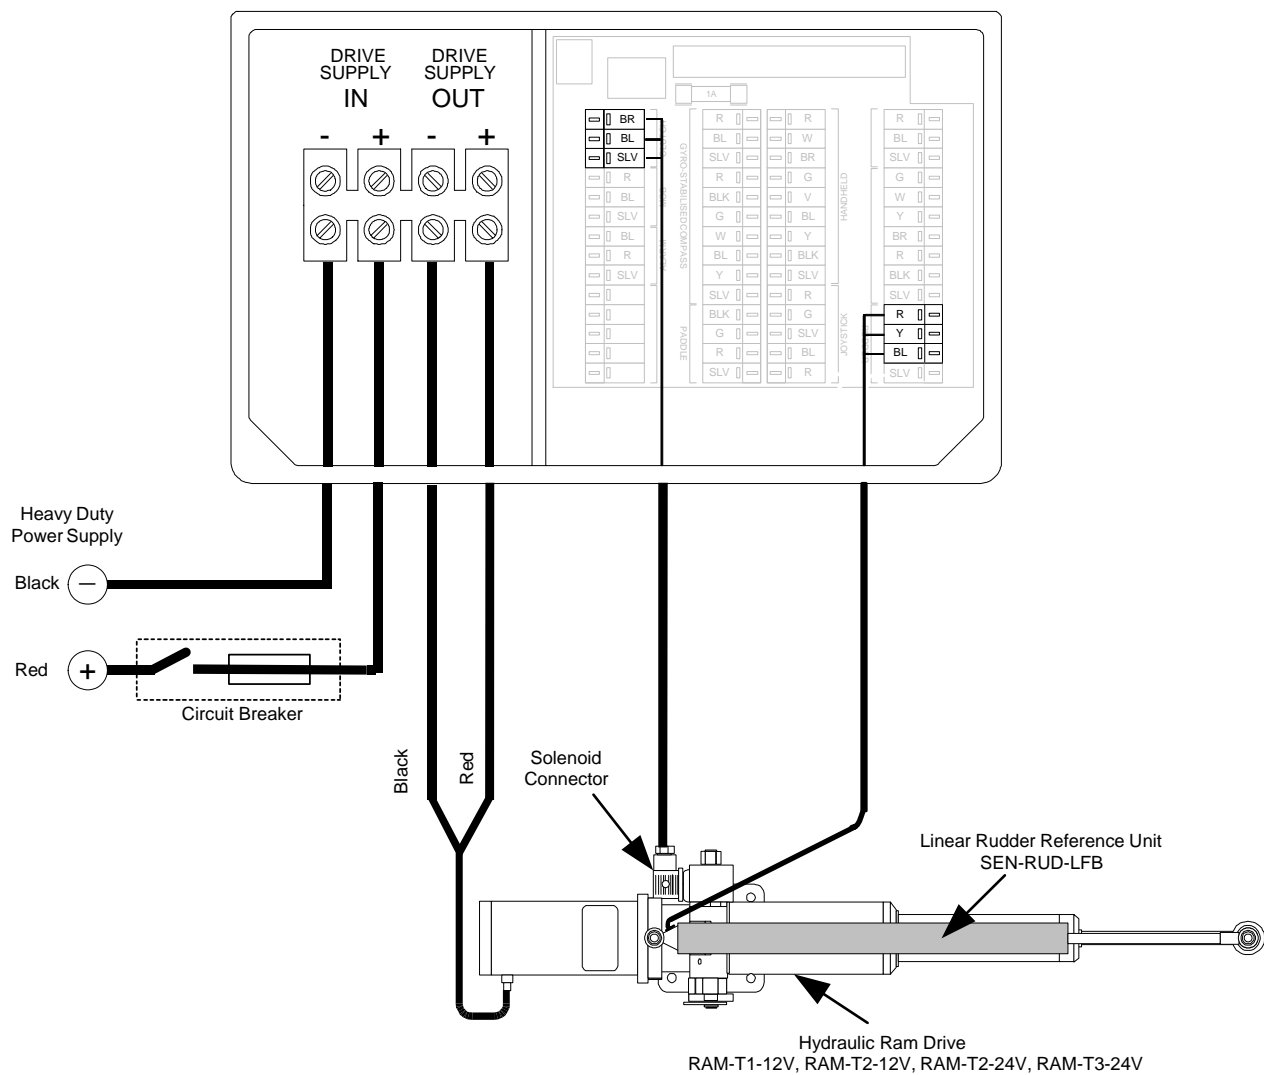 DRIVE
SUPPLY
IN
DRIVE
SUPPLY
OUT
- + - +
1A
BR
BL
SLV
R
BL
SLV
BL
R
SLV
GYRO-STABILISED COMPASS
PADDLE
R
BL
SLV
R
BLK
G
W
BL
Y
SLV
BLK
G
R
SLV
R
W
BR
G
V
BL
Y
BLK
SLV
R
G
SLV
BL
R
HANDHELD
JOYSTICK
R
BL
SLV
G
W
Y
BR
R
BLK
SLV
R
Y
BL
SLV
Heavy Duty
Power Supply
Black −
Red +
Circuit Breaker
Black
Red
Solenoid
Connector
Linear Rudder Reference Unit
SEN-RUD-LFB
Hydraulic Ram Drive
RAM-T1-12V, RAM-T2-12V, RAM-T2-24V, RAM-T3-24V